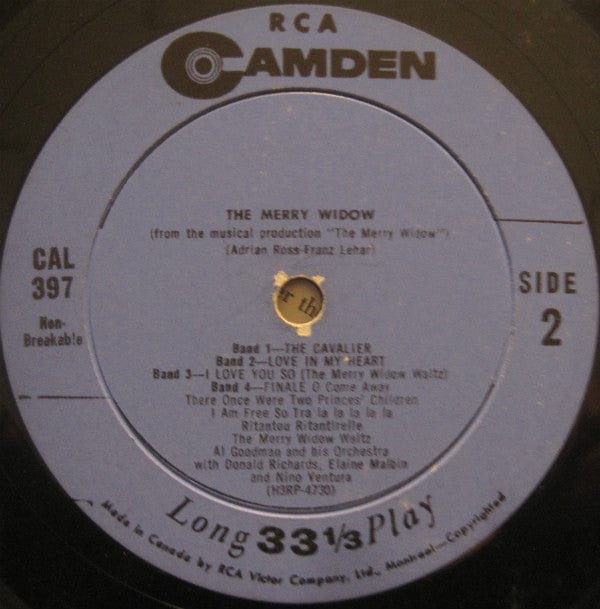 RCA
CAMDEN
THE MERRY WIDOW
(from the musical production "The Merry Widow")
(Adrian Ross-Franz Lehar)
CAL
397
Non-
Breakable
SIDE
2
er th
Band 1—THE CAVALIER
Band 2—LOVE IN MY HEART
Band 3—I LOVE YOU SO (The Merry Widow Waltz)
Band 4—FINALE O Come Away
There Once Were Two Princes' Children
I Am Free So Tra la la la la la
Ritantou Ritantirelle
The Merry Widow Waltz
Al Goodman and his Orchestra
with Donald Richards, Elaine Malbin
and Nino Ventura
(H3RP-4730)
Long 33 1/3 Play
Made in Canada by RCA Victor Company, Ltd., Montreal—Copyrighted